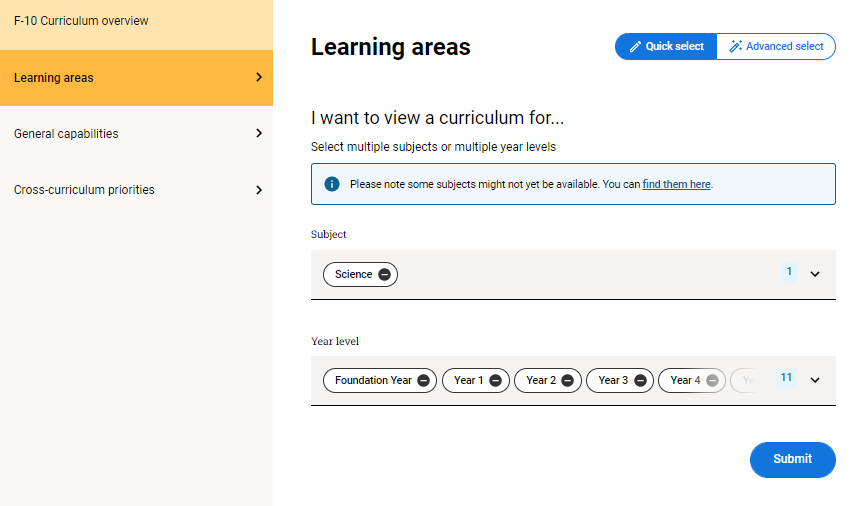 F-10 Curriculum overview
Learning areas
General capabilities
Cross-curriculum priorities
Learning areas
Quick select
Advanced select
I want to view a curriculum for...
Select multiple subjects or multiple year levels
Please note some subjects might not yet be available. You can find them here.
Subject
Science
1
Year level
Foundation Year Year 1 Year 2 Year 3 Year 4 Ye
11
Submit